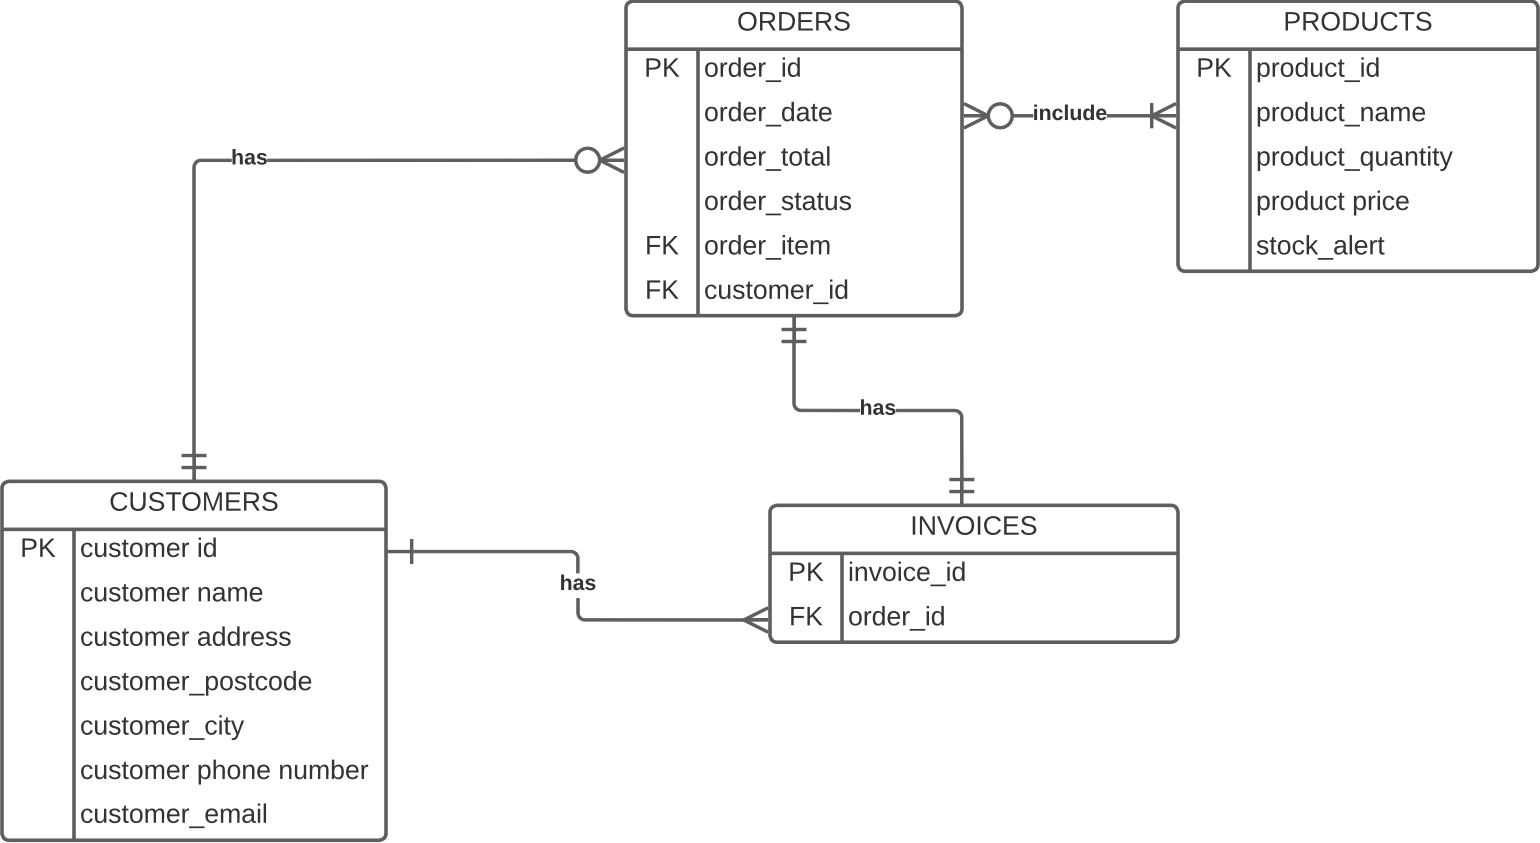 ORDERS
PK order_id
order_date
order_total
order_status
FK order_item
FK customer_id
include
PRODUCTS
PK product_id
product_name
product_quantity
product price
stock_alert
has
has
CUSTOMERS
PK customer id
customer name
customer address
customer_postcode
customer_city
customer phone number
customer_email
has
INVOICES
PK invoice_id
FK order_id